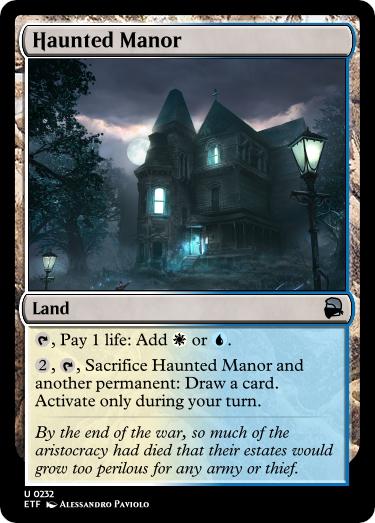 Haunted Manor
Land
, Pay 1 life: Add or .
2, , Sacrifice Haunted Manor and
another permanent: Draw a card.
Activate only during your turn.
By the end of the war, so much of the
aristocracy had died that their estates would
grow too perilous for any army or thief.
U 0232
ETF Alessandro Paviolo